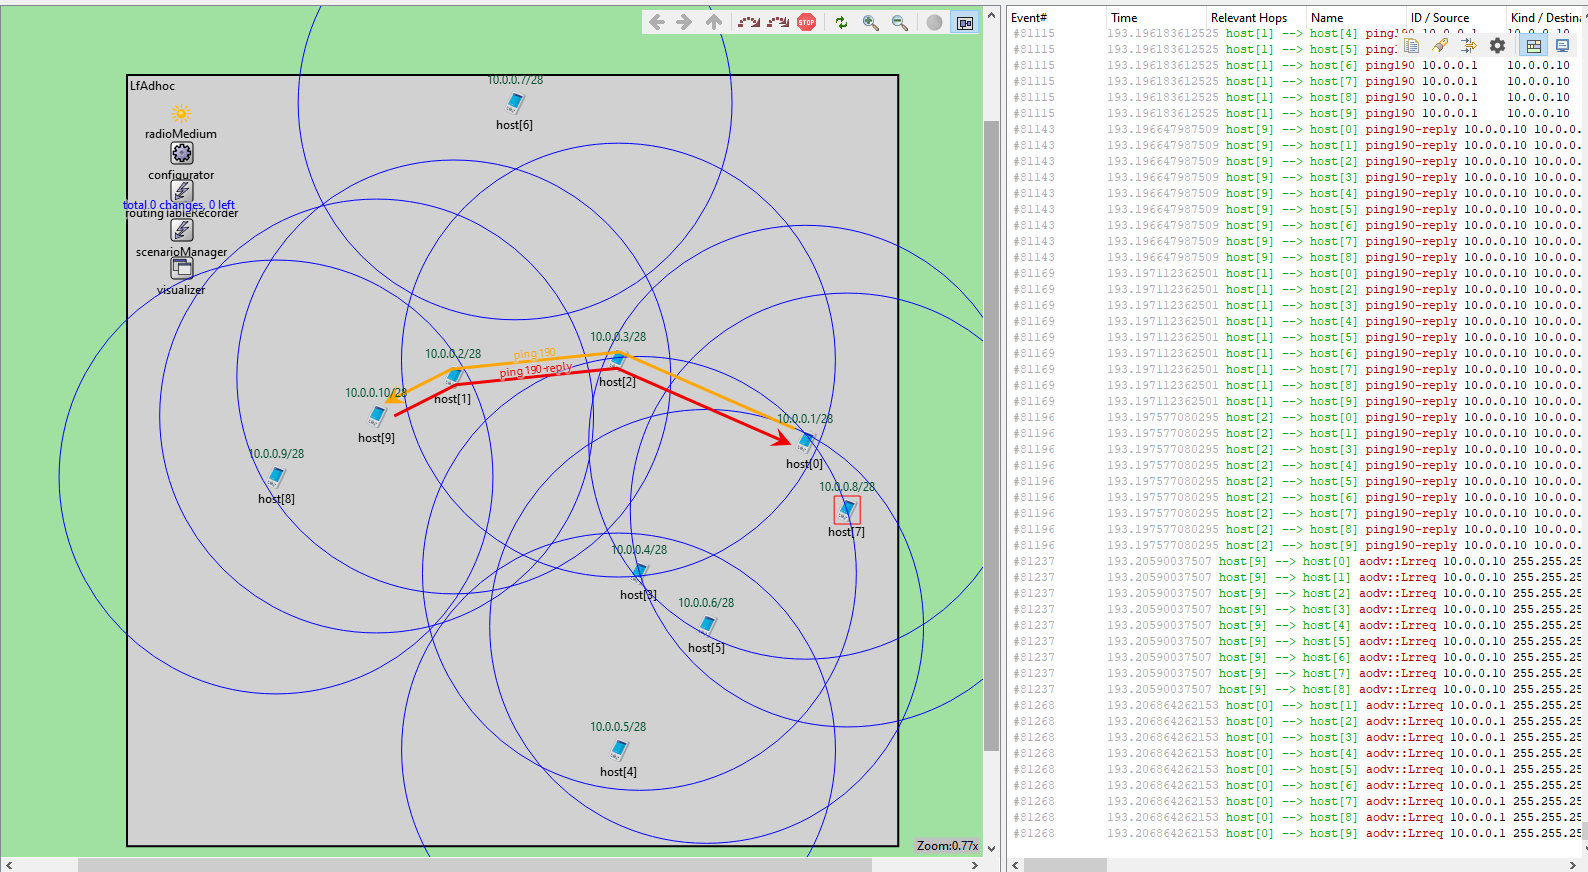 STOP
LfAdhoc
radioMedium
configurator
total.0 changes, 0 left
routingTableRecorder
scenarioManager
visualizer
10.0.0.7/28
host[6]
10.0.0.3/28
host[2]
10.0.0.2/28
host[1]
ping190
ping190-reply
10.0.0.10/28
host[9]
10.0.0.1/28
host[0]
10.0.0.9/28
host[8]
10.0.0.8/28
host[7]
10.0.0.4/28
host[3]
10.0.0.6/28
host[5]
10.0.0.5/28
host[4]
Zoom:0.77x
Event# Time Relevant Hops Name ID / Source Kind / Destina
#81115 193.196183612525 host[1] --> host[4] ping190
#81115 193.196183612525 host[1] --> host[5] ping190
#81115 193.196183612525 host[1] --> host[6] ping190 10.0.0.1 10.0.0.10
#81115 193.196183612525 host[1] --> host[7] ping190 10.0.0.1 10.0.0.10
#81115 193.196183612525 host[1] --> host[8] ping190 10.0.0.1 10.0.0.10
#81115 193.196183612525 host[1] --> host[9] ping190 10.0.0.1 10.0.0.10
#81143 193.196647987509 host[9] --> host[0] ping190-reply 10.0.0.10 10.0.0.
#81143 193.196647987509 host[9] --> host[1] ping190-reply 10.0.0.10 10.0.0.
#81143 193.196647987509 host[9] --> host[2] ping190-reply 10.0.0.10 10.0.0.
#81143 193.196647987509 host[9] --> host[3] ping190-reply 10.0.0.10 10.0.0.
#81143 193.196647987509 host[9] --> host[4] ping190-reply 10.0.0.10 10.0.0.
#81143 193.196647987509 host[9] --> host[5] ping190-reply 10.0.0.10 10.0.0.
#81143 193.196647987509 host[9] --> host[6] ping190-reply 10.0.0.10 10.0.0.
#81143 193.196647987509 host[9] --> host[7] ping190-reply 10.0.0.10 10.0.0.
#81143 193.196647987509 host[9] --> host[8] ping190-reply 10.0.0.10 10.0.0.
#81169 193.197112362501 host[1] --> host[0] ping190-reply 10.0.0.10 10.0.0.
#81169 193.197112362501 host[1] --> host[2] ping190-reply 10.0.0.10 10.0.0.
#81169 193.197112362501 host[1] --> host[3] ping190-reply 10.0.0.10 10.0.0.
#81169 193.197112362501 host[1] --> host[4] ping190-reply 10.0.0.10 10.0.0.
#81169 193.197112362501 host[1] --> host[5] ping190-reply 10.0.0.10 10.0.0.
#81169 193.197112362501 host[1] --> host[6] ping190-reply 10.0.0.10 10.0.0.
#81169 193.197112362501 host[1] --> host[7] ping190-reply 10.0.0.10 10.0.0.
#81169 193.197112362501 host[1] --> host[8] ping190-reply 10.0.0.10 10.0.0.
#81169 193.197112362501 host[1] --> host[9] ping190-reply 10.0.0.10 10.0.0.
#81196 193.197577080295 host[2] --> host[0] ping190-reply 10.0.0.10 10.0.0.
#81196 193.197577080295 host[2] --> host[1] ping190-reply 10.0.0.10 10.0.0.
#81196 193.197577080295 host[2] --> host[3] ping190-reply 10.0.0.10 10.0.0.
#81196 193.197577080295 host[2] --> host[4] ping190-reply 10.0.0.10 10.0.0.
#81196 193.197577080295 host[2] --> host[5] ping190-reply 10.0.0.10 10.0.0.
#81196 193.197577080295 host[2] --> host[6] ping190-reply 10.0.0.10 10.0.0.
#81196 193.197577080295 host[2] --> host[7] ping190-reply 10.0.0.10 10.0.0.
#81196 193.197577080295 host[2] --> host[8] ping190-reply 10.0.0.10 10.0.0.
#81196 193.197577080295 host[2] --> host[9] ping190-reply 10.0.0.10 10.0.0.
#81237 193.20590037507 host[9] --> host[0] aodv::Lrreq 10.0.0.10 255.255.25
#81237 193.20590037507 host[9] --> host[1] aodv::Lrreq 10.0.0.10 255.255.25
#81237 193.20590037507 host[9] --> host[2] aodv::Lrreq 10.0.0.10 255.255.25
#81237 193.20590037507 host[9] --> host[3] aodv::Lrreq 10.0.0.10 255.255.25
#81237 193.20590037507 host[9] --> host[4] aodv::Lrreq 10.0.0.10 255.255.25
#81237 193.20590037507 host[9] --> host[5] aodv::Lrreq 10.0.0.10 255.255.25
#81237 193.20590037507 host[9] --> host[6] aodv::Lrreq 10.0.0.10 255.255.25
#81237 193.20590037507 host[9] --> host[7] aodv::Lrreq 10.0.0.10 255.255.25
#81237 193.20590037507 host[9] --> host[8] aodv::Lrreq 10.0.0.10 255.255.25
#81268 193.206864262153 host[0] --> host[1] aodv::Lrreq 10.0.0.1 255.255.25
#81268 193.206864262153 host[0] --> host[2] aodv::Lrreq 10.0.0.1 255.255.25
#81268 193.206864262153 host[0] --> host[3] aodv::Lrreq 10.0.0.1 255.255.25
#81268 193.206864262153 host[0] --> host[4] aodv::Lrreq 10.0.0.1 255.255.25
#81268 193.206864262153 host[0] --> host[5] aodv::Lrreq 10.0.0.1 255.255.25
#81268 193.206864262153 host[0] --> host[6] aodv::Lrreq 10.0.0.1 255.255.25
#81268 193.206864262153 host[0] --> host[7] aodv::Lrreq 10.0.0.1 255.255.25
#81268 193.206864262153 host[0] --> host[8] aodv::Lrreq 10.0.0.1 255.255.25
#81268 193.206864262153 host[0] --> host[9] aodv::Lrreq 10.0.0.1 255.255.25